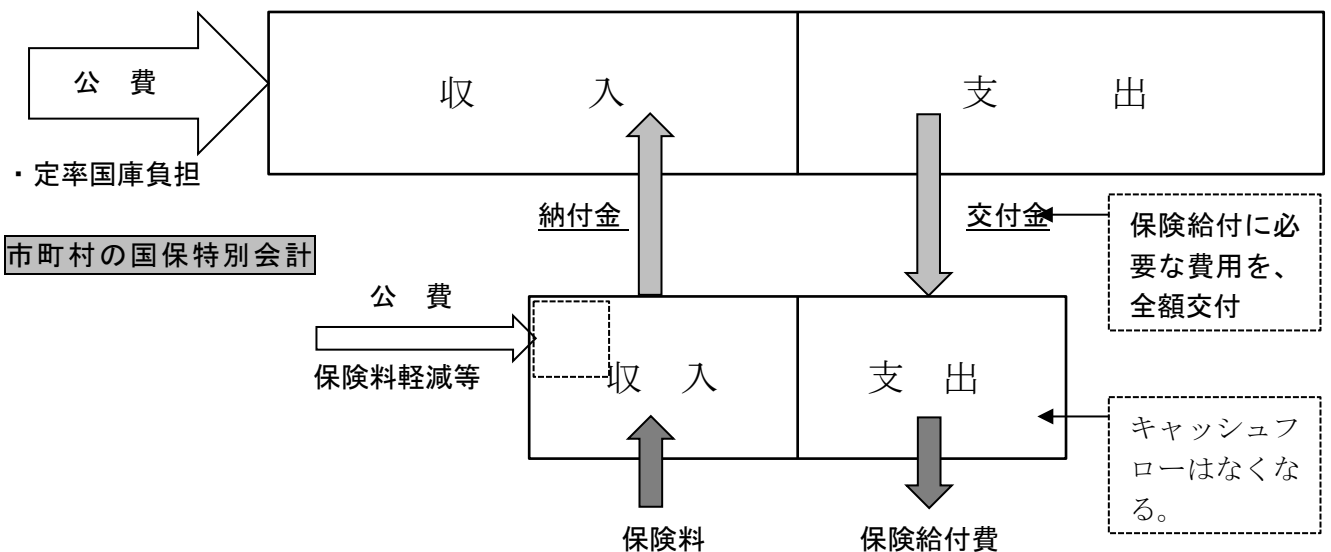 公　費
収　入
支　出
・定率国庫負担
納付金
交付金
保険給付に必
要な費用を、
全額交付
市町村の国保特別会計
公　費
保険料軽減等
収　入
支　出
キャッシュフ
ローはなくな
る。
保険料
保険給付費